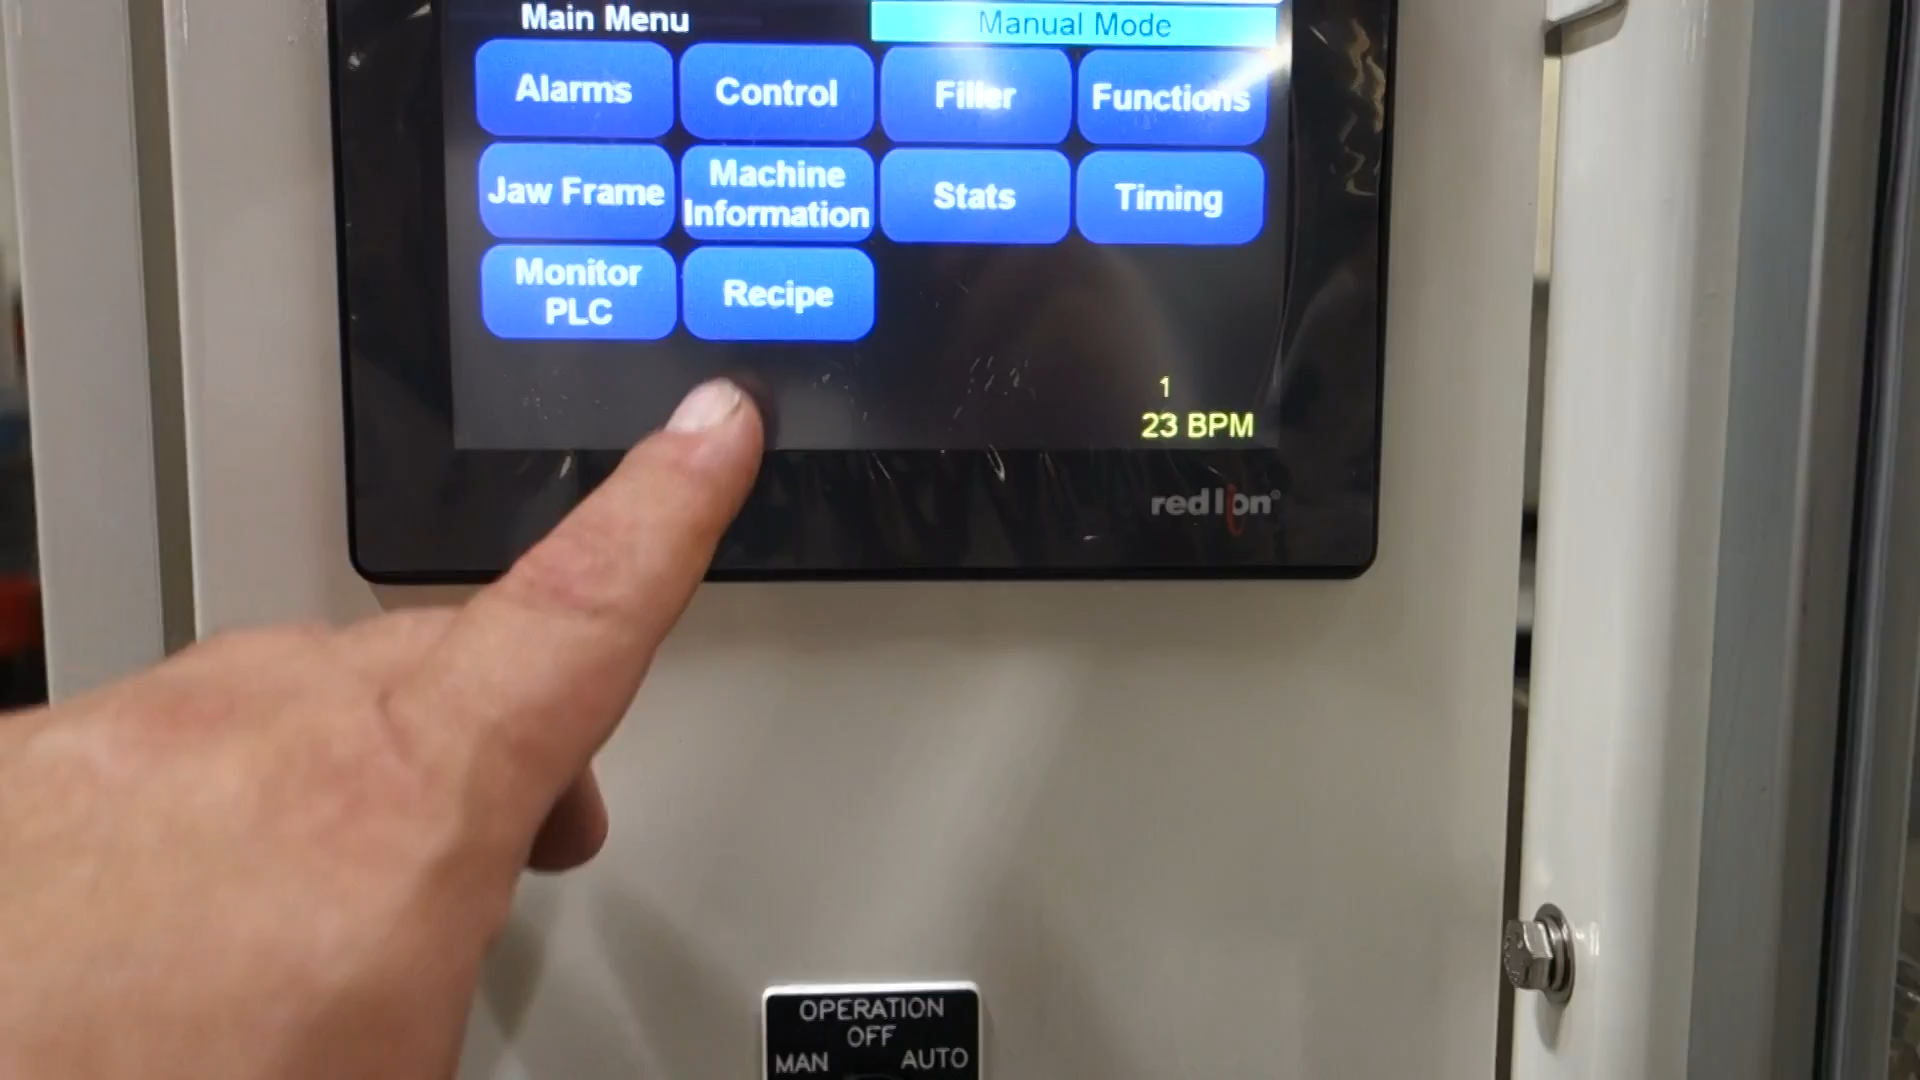 Main Menu
Manual Mode
Alarms
Control
Filler
Functions
Jaw Frame
Machine
Information
Stats
Timing
Monitor
PLC
Recipe
1
23 BPM
red lion®
OPERATION
OFF
MAN AUTO